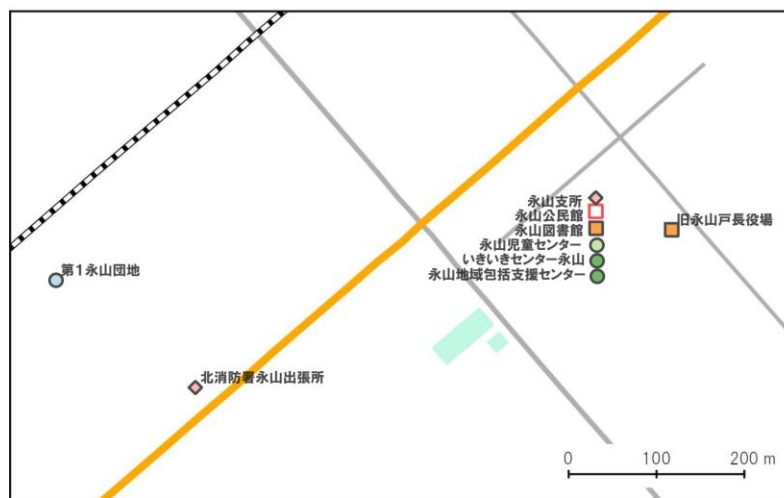 永山支所
永山公民館
永山図書館
旧永山戸長役場
永山児童センター
いきいきセンター永山
永山地域包括支援センター
第1永山団地
北消防署永山出張所
0 100 200 m